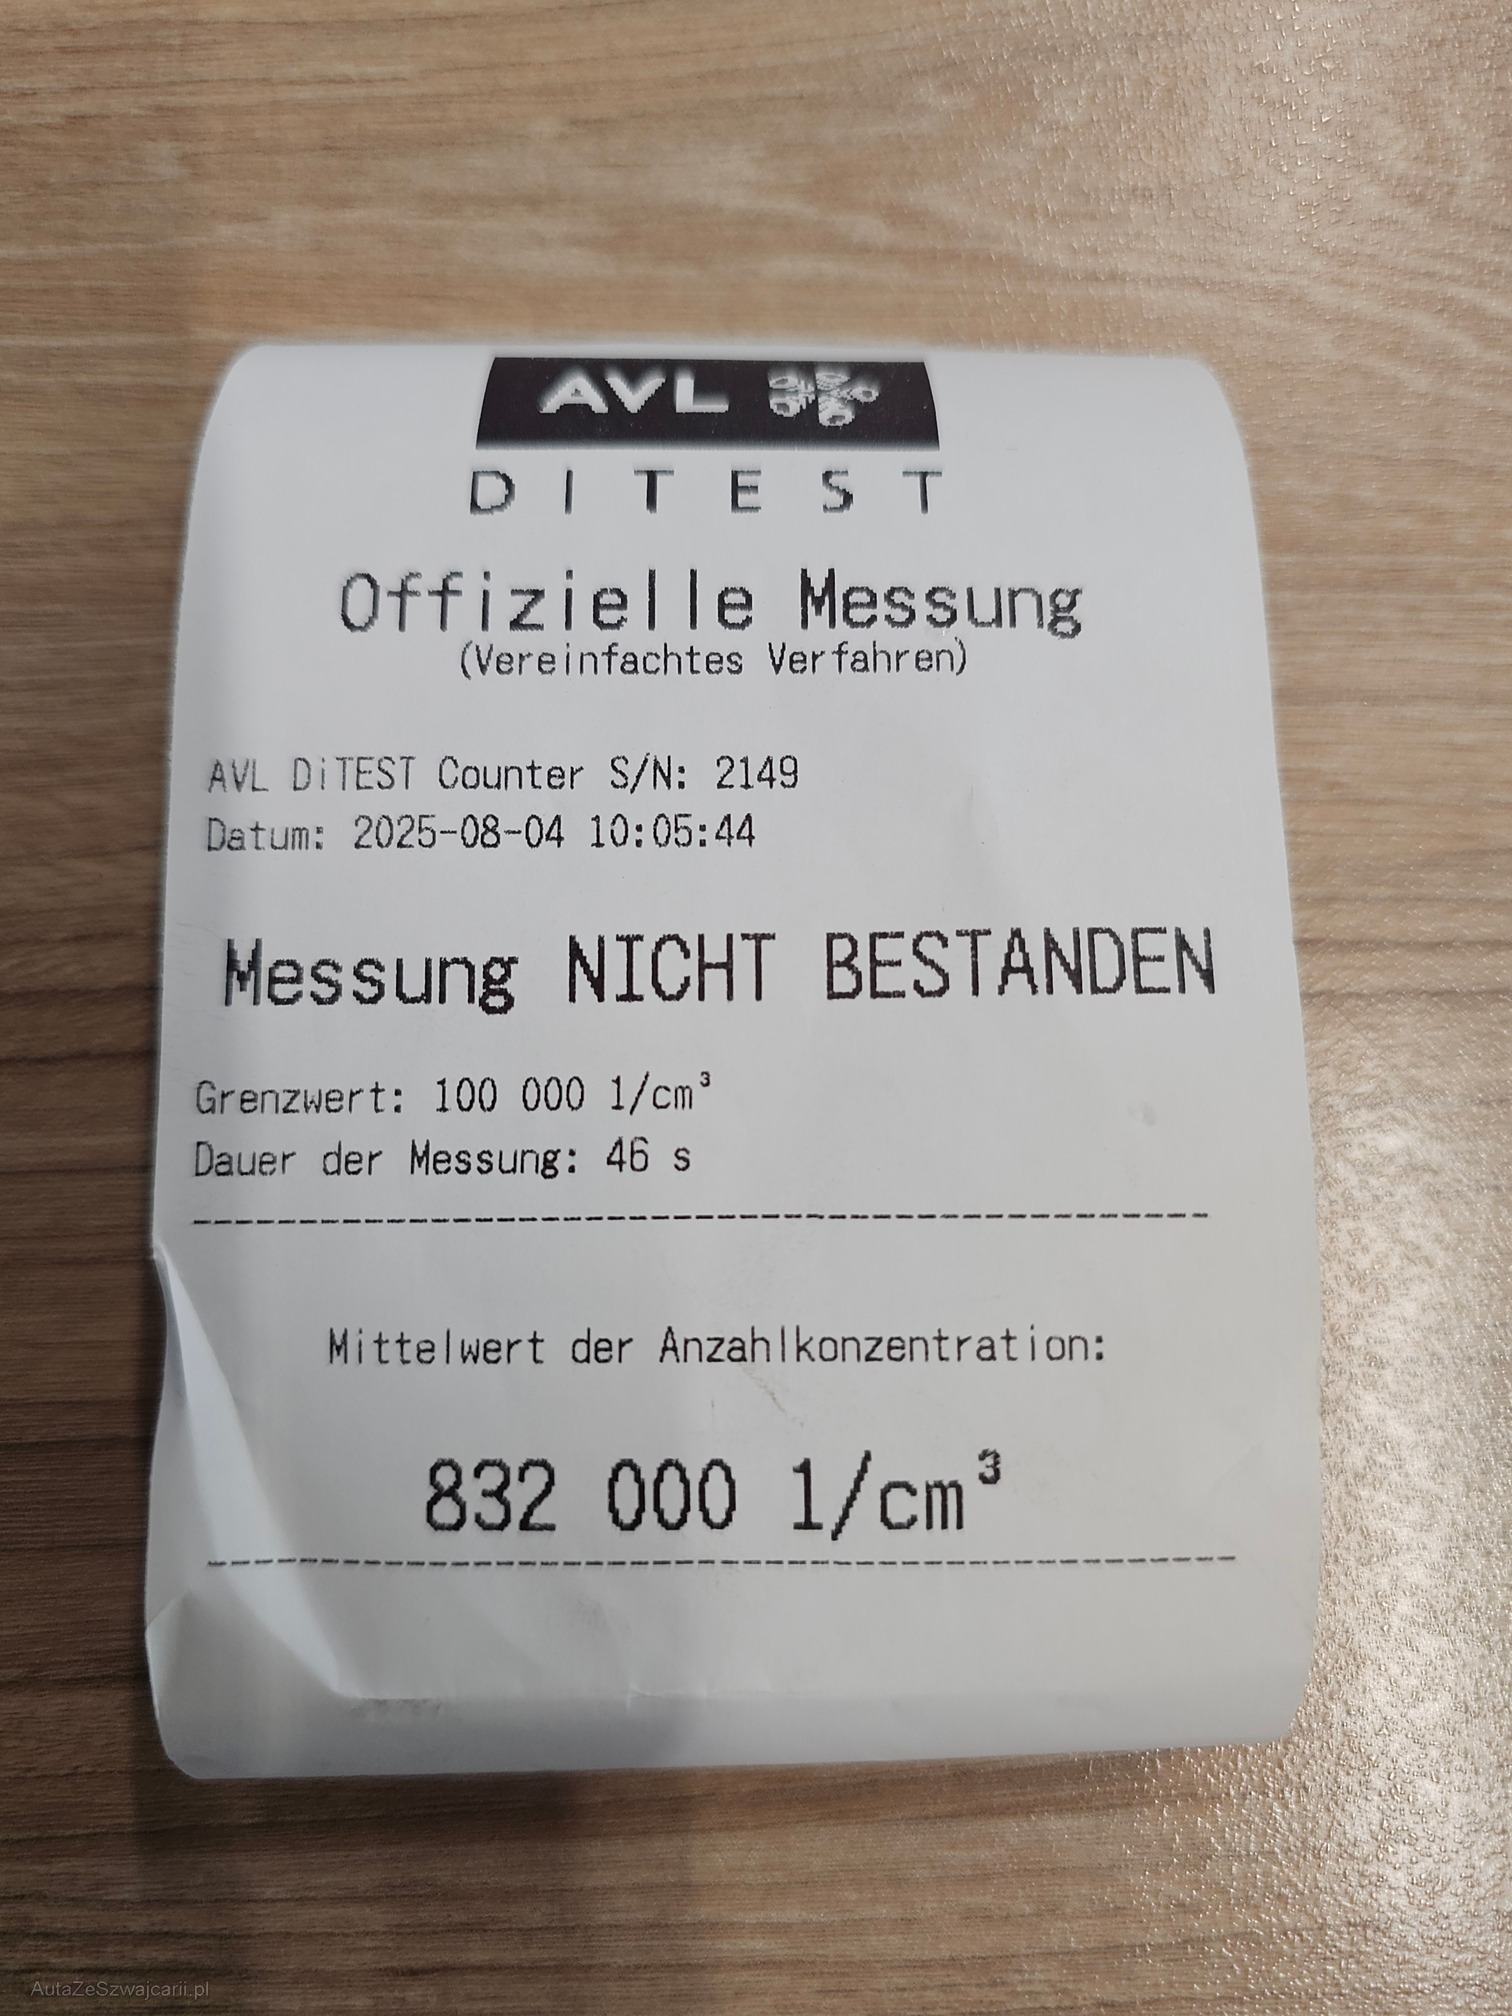 AVL
DITEST
Offizielle Messung
(Vereinfachtes Verfahren)
AVL DiTEST Counter S/N: 2149
Datum: 2025-08-04 10:05:44
Messung NICHT BESTANDEN
Grenzwert: 100 000 1/cm³
Dauer der Messung: 46 s
Mittelwert der Anzahlkonzentration:
832 000 1/cm³
AutaZeSzwajcarii.pl